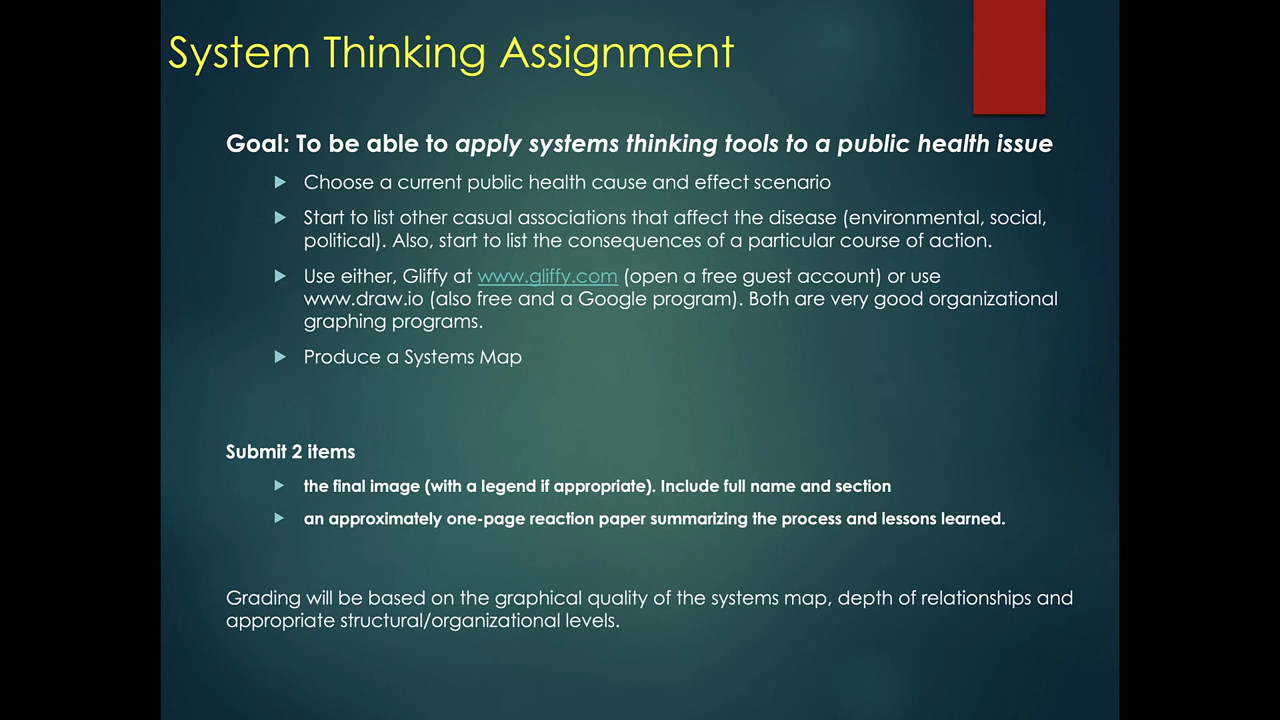 System Thinking Assignment
Goal: To be able to apply systems thinking tools to a public health issue
Choose a current public health cause and effect scenario
Start to list other casual associations that affect the disease (environmental, social,
political). Also, start to list the consequences of a particular course of action.
Use either, Gliffy at www.gliffy.com (open a free guest account) or use
www.draw.io (also free and a Google program). Both are very good organizational
graphing programs.
Produce a Systems Map
Submit 2 items
the final image (with a legend if appropriate). Include full name and section
an approximately one-page reaction paper summarizing the process and lessons learned.
Grading will be based on the graphical quality of the systems map, depth of relationships and
appropriate structural/organizational levels.